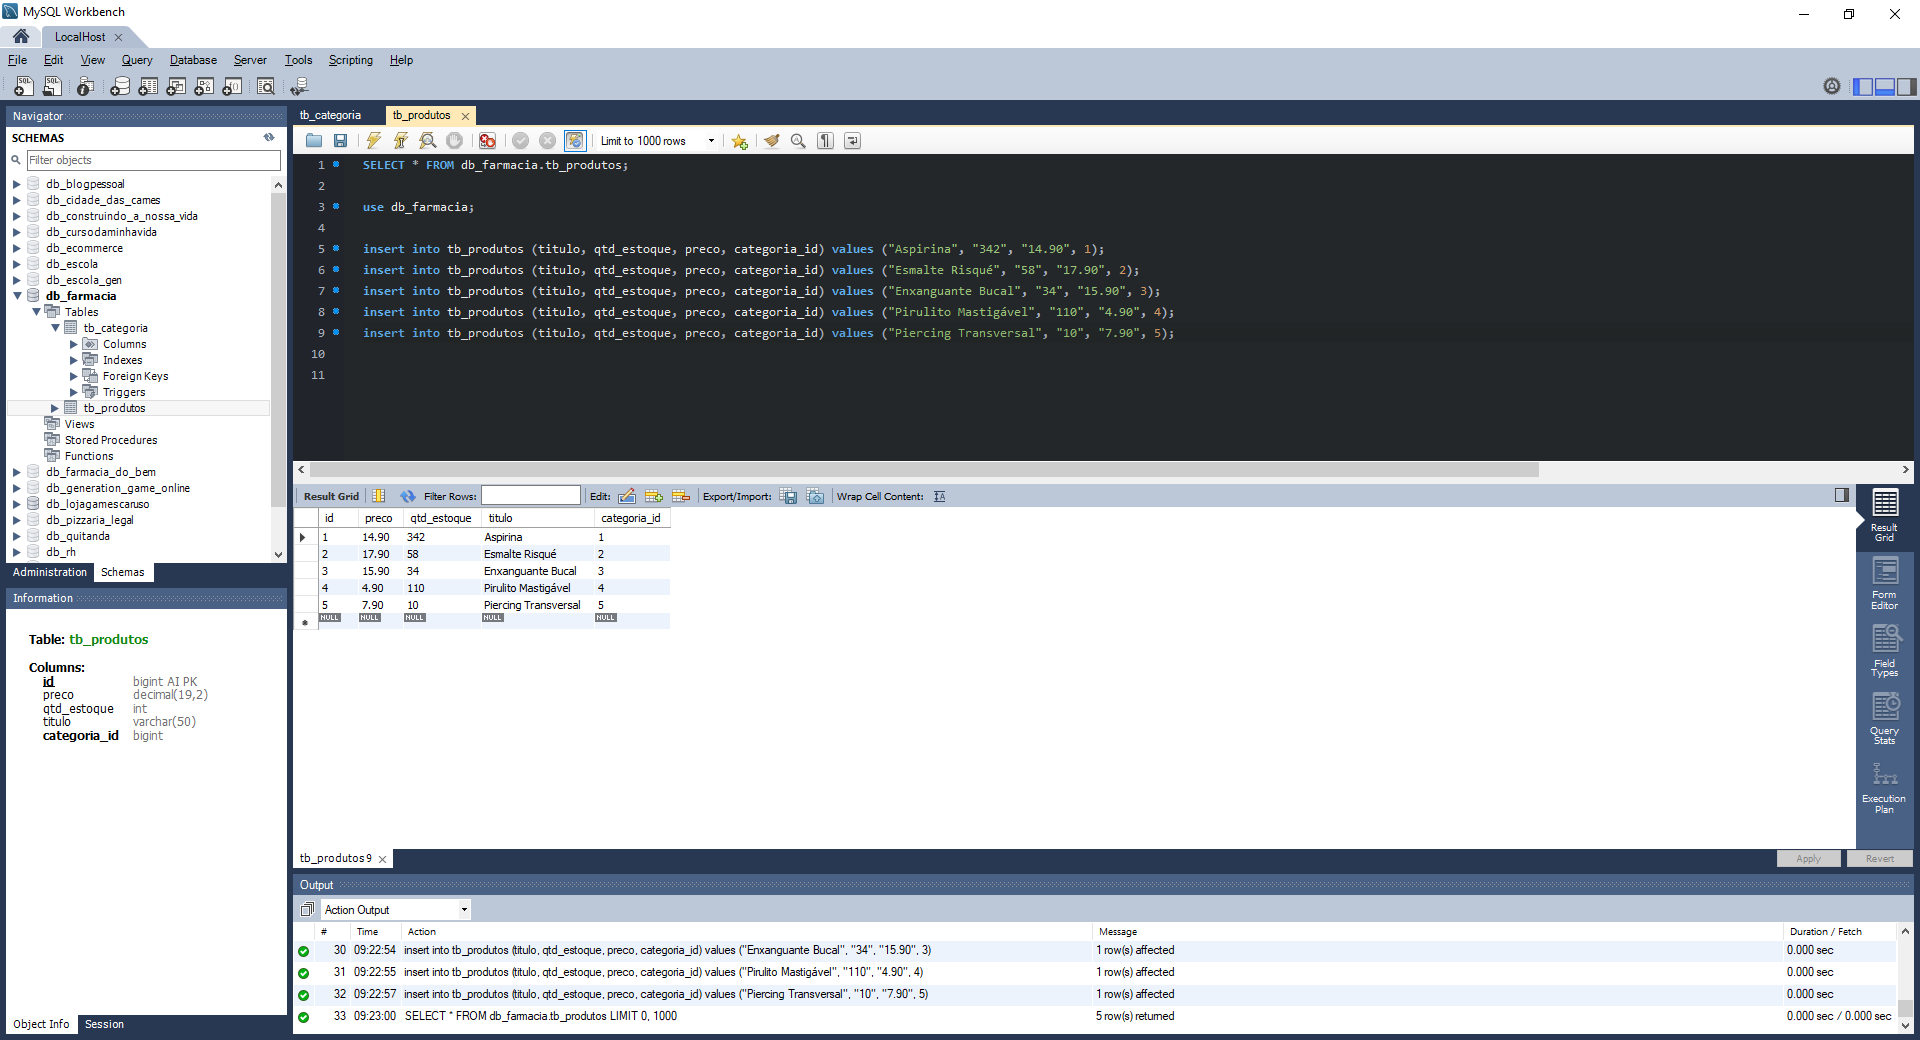 MySQL Workbench
LocalHost
File Edit View Query Database Server Tools Scripting Help
Navigator
SCHEMAS
Filter objects
db_blogpessoal
db_cidade_das_carnes
db_construindo_a_nossa_vida
db_cursodaminhavida
db_ecommerce
db_escola
db_escola_gen
db_farmacia
Tables
tb_categoria
Columns
Indexes
Foreign Keys
Triggers
tb_produtos
Views
Stored Procedures
Functions
db_farmacia_do_bem
db_generation_game_online
db_lojagamescaruso
db_pizzaria_legal
db_quitanda
db_rh
Administration Schemas
Information
Table: tb_produtos
Columns:
id bigint AI PK
preco decimal(19,2)
qtd_estoque int
titulo varchar(50)
categoria_id bigint
Object Info Session
tb_categoria tb_produtos
Limit to 1000 rows
1 SELECT * FROM db_farmacia.tb_produtos;
2
3 use db_farmacia;
4
5 insert into tb_produtos (titulo, qtd_estoque, preco, categoria_id) values ("Aspirina", "342", "14.90", 1);
6 insert into tb_produtos (titulo, qtd_estoque, preco, categoria_id) values ("Esmalte Risqué", "58", "17.90", 2);
7 insert into tb_produtos (titulo, qtd_estoque, preco, categoria_id) values ("Enxanguante Bucal", "34", "15.90", 3);
8 insert into tb_produtos (titulo, qtd_estoque, preco, categoria_id) values ("Pirulito Mastigável", "110", "4.90", 4);
9 insert into tb_produtos (titulo, qtd_estoque, preco, categoria_id) values ("Piercing Transversal", "10", "7.90", 5);
10
11
Result Grid Filter Rows: Edit: Export/Import: Wrap Cell Content:
id preco qtd_estoque titulo categoria_id
1 14.90 342 Aspirina 1
2 17.90 58 Esmalte Risqué 2
3 15.90 34 Enxanguante Bucal 3
4 4.90 110 Pirulito Mastigável 4
5 7.90 10 Piercing Transversal 5
NULL NULL NULL NULL NULL
Result
Grid
Form
Editor
Field
Types
Query
Stats
Execution
Plan
tb_produtos 9
Apply Revert
Output
Action Output
# Time Action Message Duration / Fetch
30 09:22:54 insert into tb_produtos (titulo, qtd_estoque, preco, categoria_id) values ("Enxanguante Bucal", "34", "15.90", 3) 1 row(s) affected 0.000 sec
31 09:22:55 insert into tb_produtos (titulo, qtd_estoque, preco, categoria_id) values ("Pirulito Mastigável", "110", "4.90", 4) 1 row(s) affected 0.000 sec
32 09:22:57 insert into tb_produtos (titulo, qtd_estoque, preco, categoria_id) values ("Piercing Transversal", "10", "7.90", 5) 1 row(s) affected 0.000 sec
33 09:23:00 SELECT * FROM db_farmacia.tb_produtos LIMIT 0, 1000 5 row(s) returned 0.000 sec / 0.000 sec